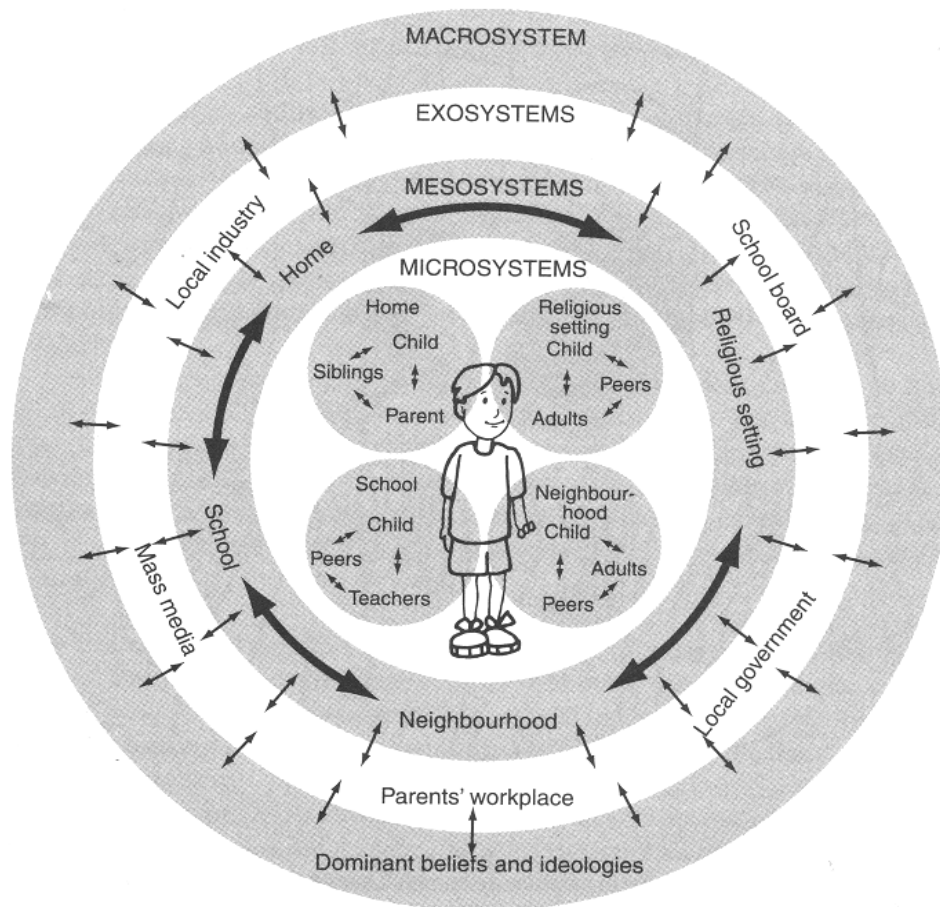 MACROSYSTEM
EXOSYSTEMS
MESOSYSTEMS
MICROSYSTEMS
Local industry
Home
School board
Religious setting
Home
Child
Siblings
Parent
Religious
setting
Child
Peers
Adults
School
Child
Peers
Teachers
Neighbour-
hood
Child
Adults
Peers
School
Mass media
Local government
Neighbourhood
Parents' workplace
Dominant beliefs and ideologies